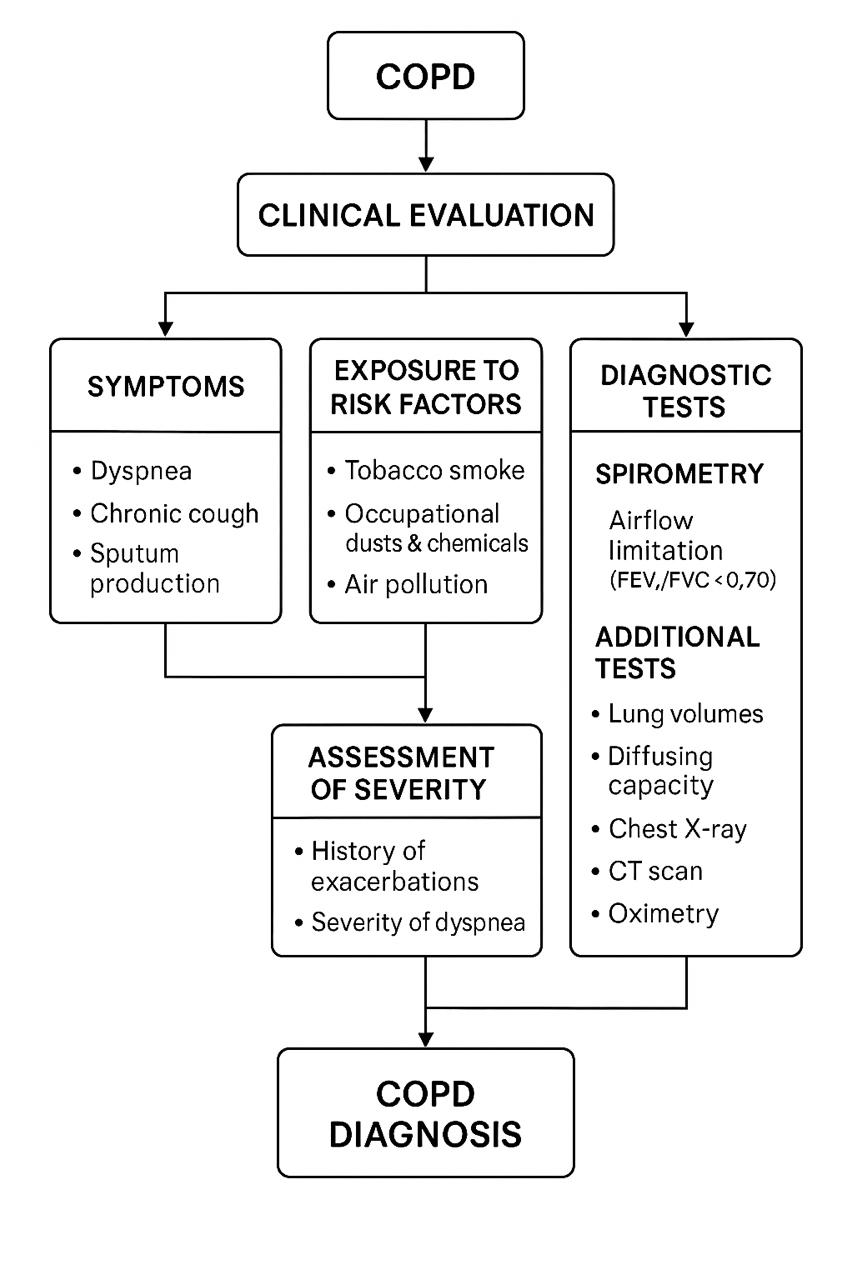 COPD
CLINICAL EVALUATION
SYMPTOMS
• Dyspnea
• Chronic cough
• Sputum
production
EXPOSURE TO
RISK FACTORS
• Tobacco smoke
• Occupational
dusts & chemicals
• Air pollution
DIAGNOSTIC
TESTS
SPIROMETRY
Airflow
limitation
(FEV,/FVC < 0,70)
ADDITIONAL
TESTS
• Lung volumes
• Diffusing
capacity
• Chest X-ray
• CT scan
• Oximetry
ASSESSMENT
OF SEVERITY
• History of
exacerbations
• Severity of dyspnea
COPD
DIAGNOSIS